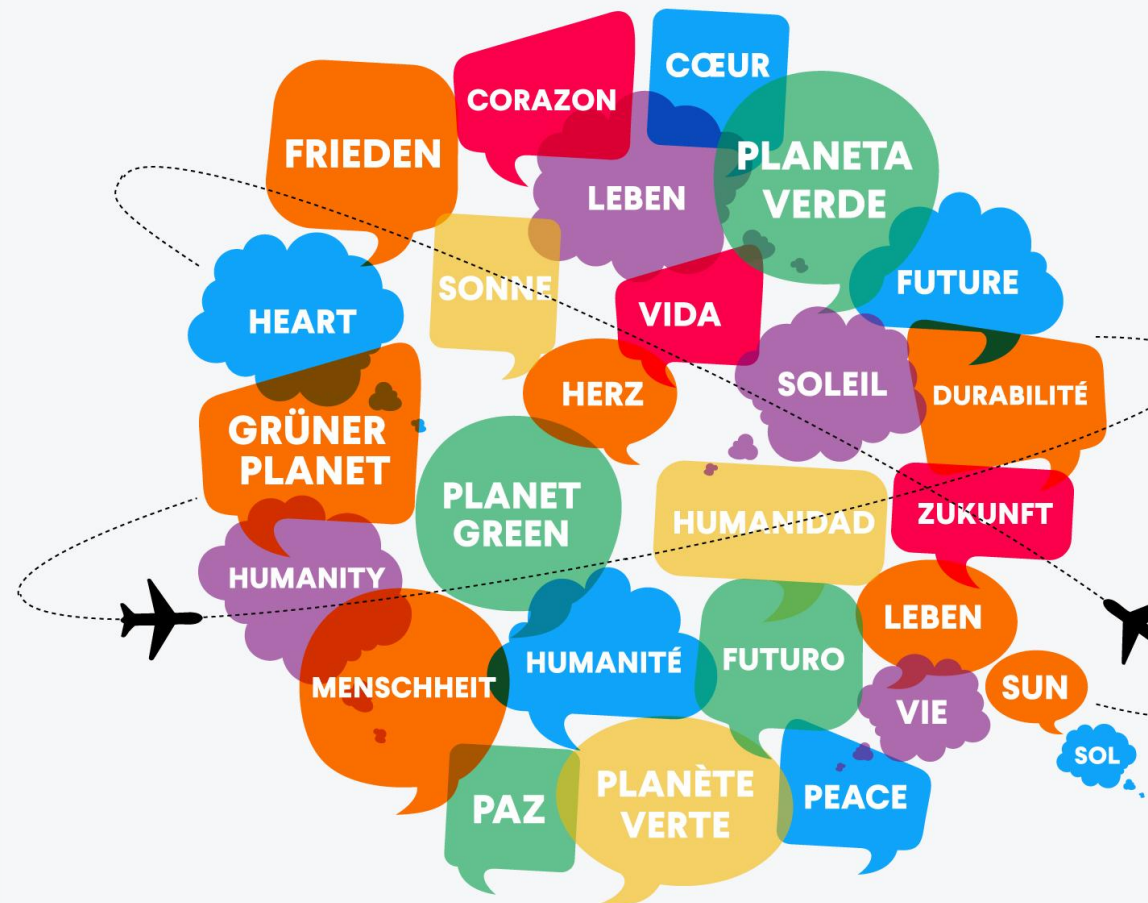 CŒUR
CORAZON
FRIEDEN
PLANETA
VERDE
LEBEN
FUTURE
SONNE
VIDA
HEART
SOLEIL
HERZ
DURABILITÉ
GRÜNER
PLANET
PLANET
GREEN
HUMANIDAD
ZUKUNFT
HUMANITY
LEBEN
HUMANITÉ
FUTURO
MENSCHHEIT
SUN
VIE
SOL
PLANÈTE
VERTE
PEACE
PAZ